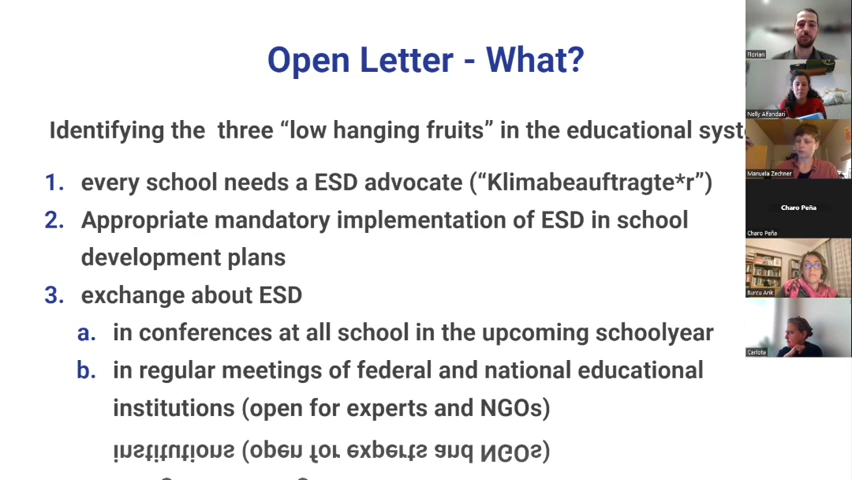 Open Letter - What?
Identifying the three “low hanging fruits” in the educational syst
1. every school needs a ESD advocate (“Klimabeauftragte*r”)
2. Appropriate mandatory implementation of ESD in school
development plans
3. exchange about ESD
a. in conferences at all school in the upcoming schoolyear
b. in regular meetings of federal and national educational
institutions (open for experts and NGOs)
institutions (open for experts and NGOs)
Florian
Nelly Alfandari
Manuela Zechner
Charo Peña
Charo Peña
Burcu Arık
Carlota